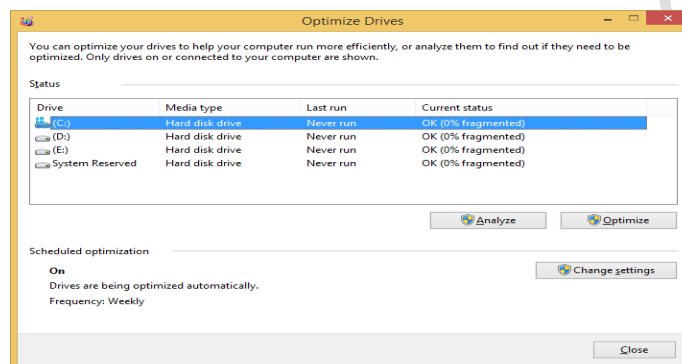 Optimize Drives
You can optimize your drives to help your computer run more efficiently, or analyze them to find out if they need to be
optimized. Only drives on or connected to your computer are shown.
Status
Drive Media type Last run Current status
(C:) Hard disk drive Never run OK (0% fragmented)
(D:) Hard disk drive Never run OK (0% fragmented)
(E:) Hard disk drive Never run OK (0% fragmented)
System Reserved Hard disk drive Never run OK (0% fragmented)
Analyze Optimize
Scheduled optimization
On Change settings
Drives are being optimized automatically.
Frequency: Weekly
Close